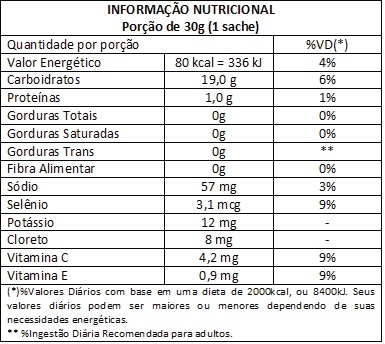 INFORMAÇÃO NUTRICIONAL
Porção de 30g (1 sache)
Quantidade por porção %VD(*)
Valor Energético 80 kcal = 336 kJ 4%
Carboidratos 19,0 g 6%
Proteínas 1,0 g 1%
Gorduras Totais 0g 0%
Gorduras Saturadas 0g 0%
Gorduras Trans 0g **
Fibra Alimentar 0g 0%
Sódio 57 mg 3%
Selênio 3,1 mcg 9%
Potássio 12 mg -
Cloreto 8 mg -
Vitamina C 4,2 mg 9%
Vitamina E 0,9 mg 9%
(*)%Valores Diários com base em uma dieta de 2000kcal, ou 8400kJ. Seus
valores diários podem ser maiores ou menores dependendo de suas
necesidades energéticas.
** %Ingestão Diária Recomendada para adultos.